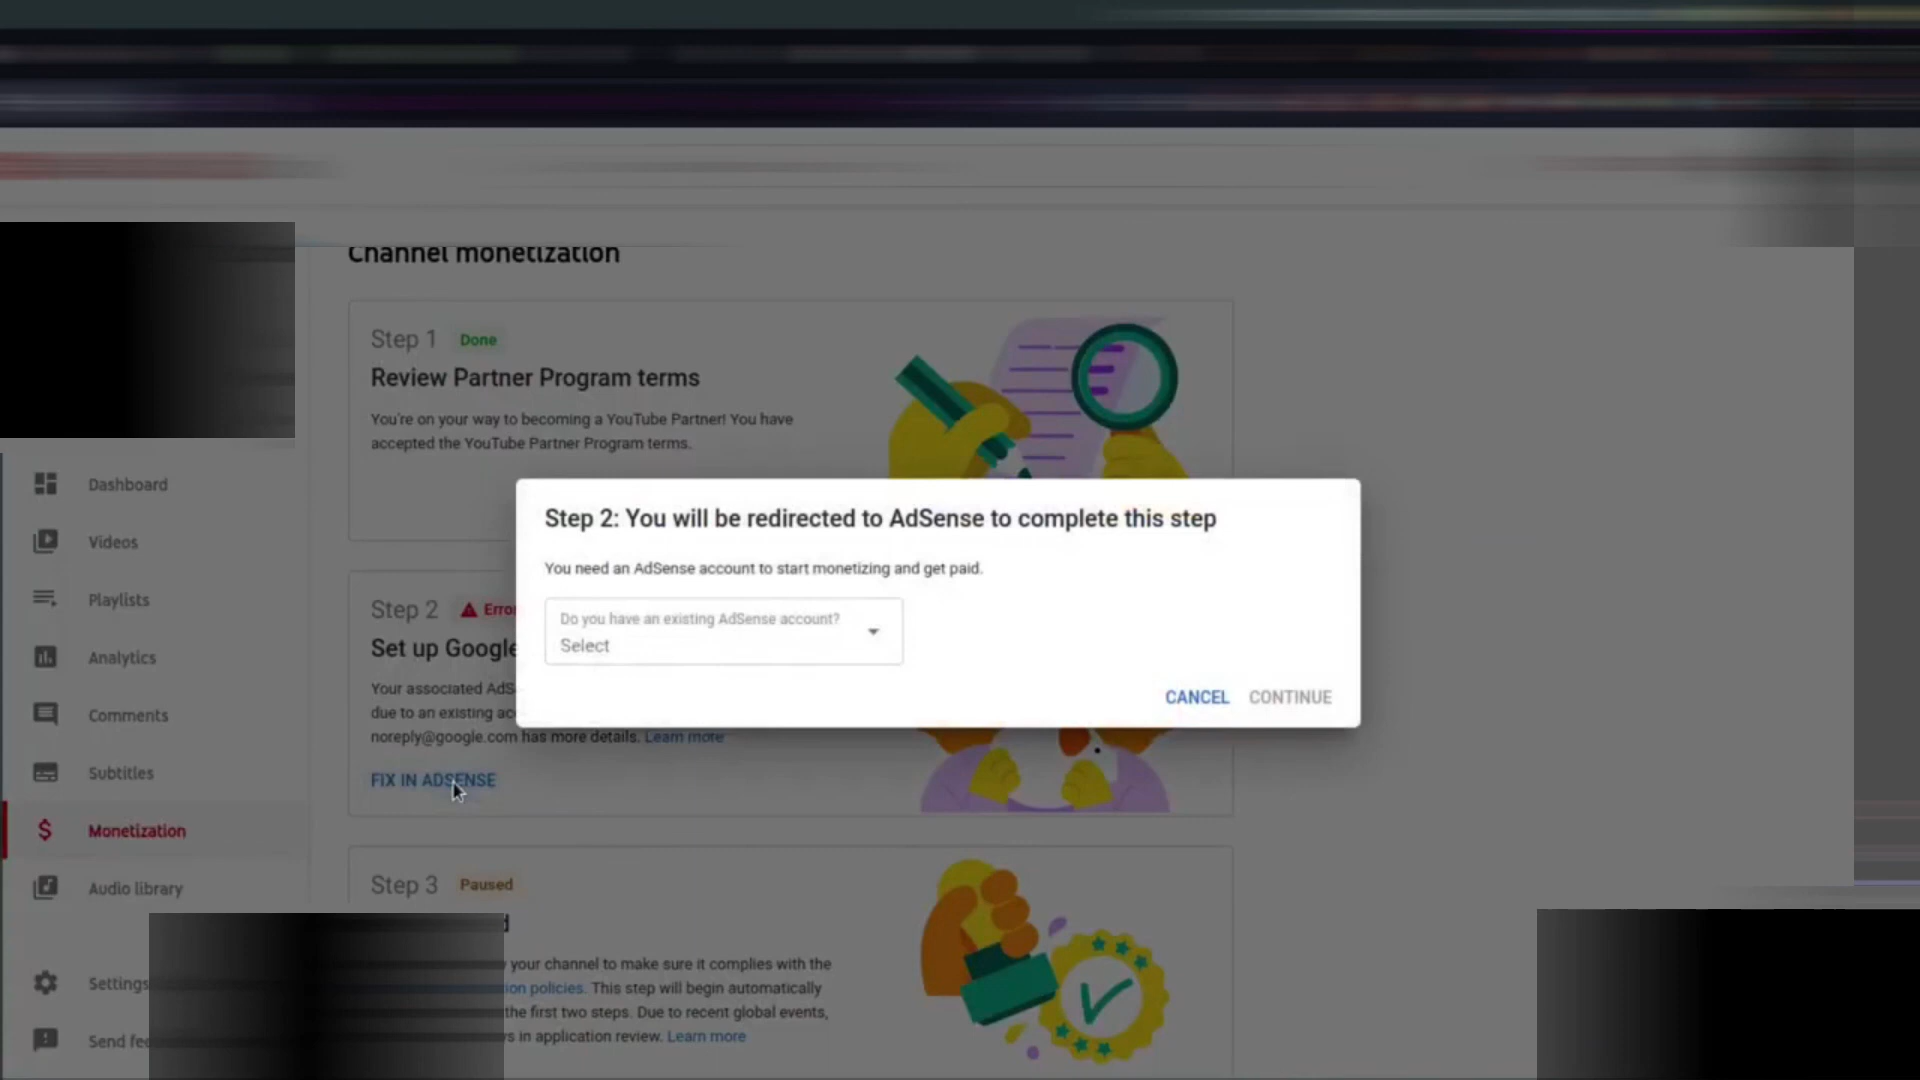 Channel monetization
Step 1 Done
Review Partner Program terms
You're on your way to becoming a YouTube Partner! You have
accepted the YouTube Partner Program terms.
Dashboard
Videos
Playlists
Analytics
Comments
Subtitles
Monetization
Audio library
Settings
Send
Step 2: You will be redirected to AdSense to complete this step
You need an AdSense account to start monetizing and get paid.
Do you have an existing AdSense account?
Select
CANCEL CONTINUE
Step 2
Set up Google
Your associated
due to an existing
noreply@google.com has more details. Learn more
FIX IN ADSENSE
Step 3 Paused
your channel to make sure it complies with the
policies. This step will begin automatically
the first two steps. Due to recent global events,
in application review. Learn more